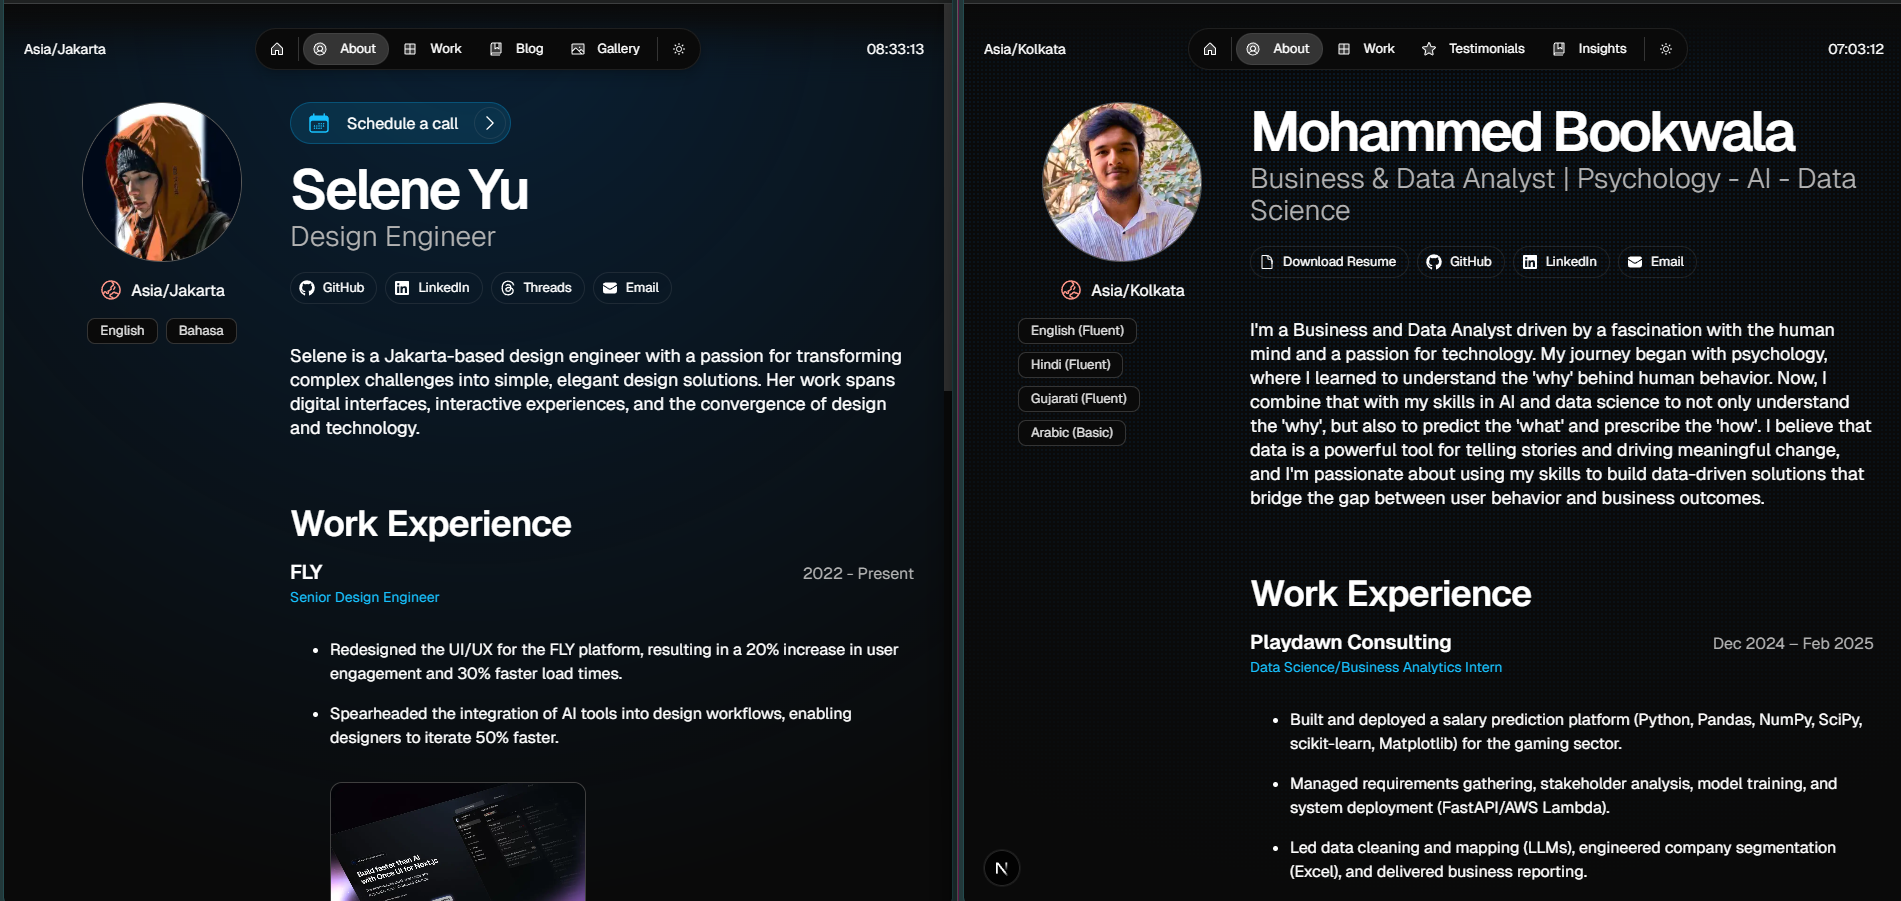 Asia/Jakarta
About
Work
Blog
Gallery
08:33:13
Schedule a call
Selene Yu
Design Engineer
GitHub
LinkedIn
Threads
Email
Asia/Jakarta
English
Bahasa
Selene is a Jakarta-based design engineer with a passion for transforming
complex challenges into simple, elegant design solutions. Her work spans
digital interfaces, interactive experiences, and the convergence of design
and technology.
Work Experience
FLY
2022 - Present
Senior Design Engineer
• Redesigned the UI/UX for the FLY platform, resulting in a 20% increase in user
engagement and 30% faster load times.
• Spearheaded the integration of AI tools into design workflows, enabling
designers to iterate 50% faster.
Build faster than AI
with Once UI for Next.js
Asia/Kolkata
About
Work
Testimonials
Insights
07:03:12
Mohammed Bookwala
Business & Data Analyst | Psychology - AI - Data
Science
Download Resume
GitHub
LinkedIn
Email
Asia/Kolkata
English (Fluent)
Hindi (Fluent)
Gujarati (Fluent)
Arabic (Basic)
I'm a Business and Data Analyst driven by a fascination with the human
mind and a passion for technology. My journey began with psychology,
where I learned to understand the 'why' behind human behavior. Now, I
combine that with my skills in AI and data science to not only understand
the 'why', but also to predict the 'what' and prescribe the 'how'. I believe that
data is a powerful tool for telling stories and driving meaningful change,
and I'm passionate about using my skills to build data-driven solutions that
bridge the gap between user behavior and business outcomes.
Work Experience
Playdawn Consulting
Dec 2024 – Feb 2025
Data Science/Business Analytics Intern
• Built and deployed a salary prediction platform (Python, Pandas, NumPy, SciPy,
scikit-learn, Matplotlib) for the gaming sector.
• Managed requirements gathering, stakeholder analysis, model training, and
system deployment (FastAPI/AWS Lambda).
• Led data cleaning and mapping (LLMs), engineered company segmentation
(Excel), and delivered business reporting.
N